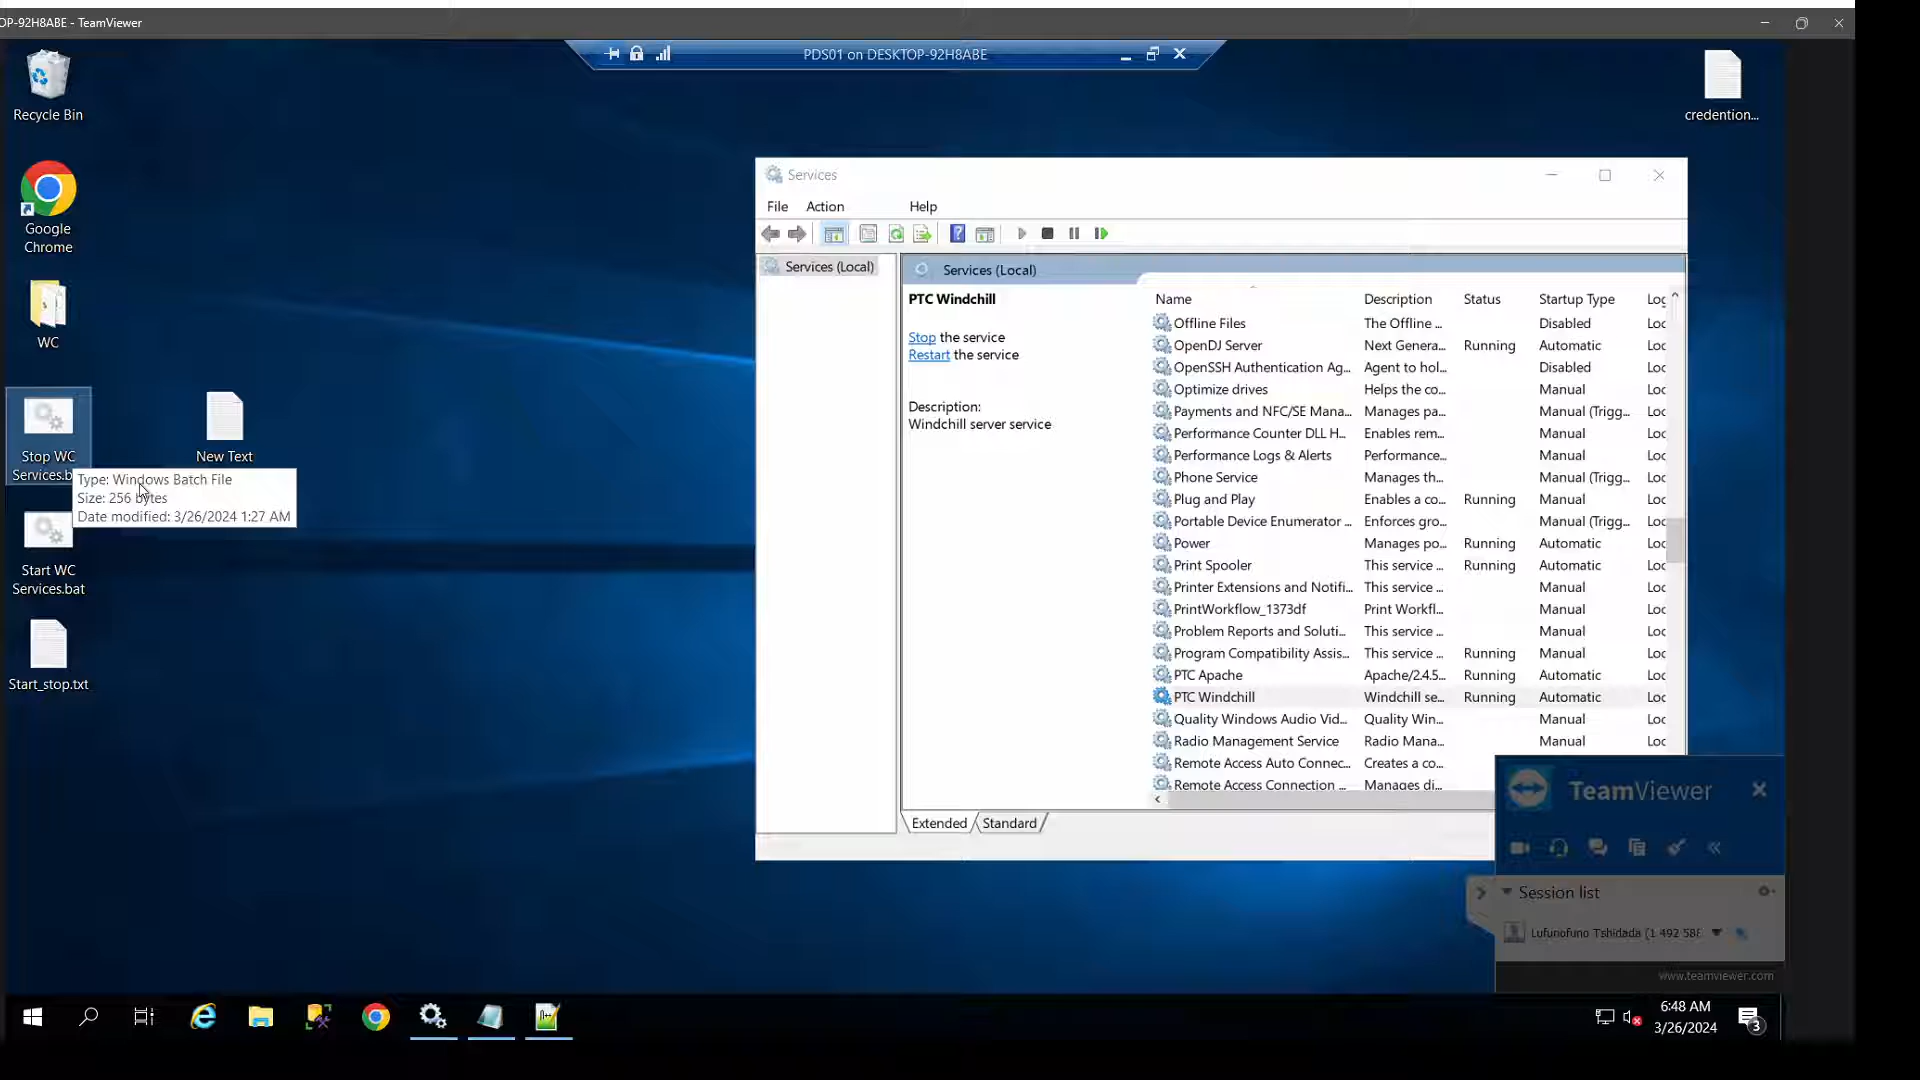 OP-92H8ABE - TeamViewer
PDS01 on DESKTOP-92H8ABE
Recycle Bin
Google
Chrome
WC
Stop WC
Services.b
New Text
Type: Windows Batch File
Size: 256 bytes
Date modified: 3/26/2024 1:27 AM
Start WC
Services.bat
Start_stop.txt
credention...
Services
File Action Help
Services (Local)
Services (Local)
PTC Windchill
Stop the service
Restart the service
Description:
Windchill server service
Name Description Status Startup Type Log
Offline Files The Offline ... Disabled Loc
OpenDJ Server Next Genera... Running Automatic Loc
OpenSSH Authentication Ag... Agent to hol... Disabled Loc
Optimize drives Helps the co... Manual Loc
Payments and NFC/SE Mana... Manages pa... Manual (Trigg... Loc
Performance Counter DLL H... Enables rem... Manual Loc
Performance Logs & Alerts Performance... Manual Loc
Phone Service Manages th... Manual (Trigg... Loc
Plug and Play Enables a co... Running Manual Loc
Portable Device Enumerator ... Enforces gro... Manual (Trigg... Loc
Power Manages po... Running Automatic Loc
Print Spooler This service ... Running Automatic Loc
Printer Extensions and Notifi... This service ... Manual Loc
PrintWorkflow_1373df Print Workfl... Manual Loc
Problem Reports and Soluti... This service ... Manual Loc
Program Compatibility Assis... This service ... Running Manual Loc
PTC Apache Apache/2.4.5... Running Automatic Loc
PTC Windchill Windchill se... Running Automatic Loc
Quality Windows Audio Vid... Quality Win... Manual Loc
Radio Management Service Radio Mana... Manual Loc
Remote Access Auto Connec... Creates a co...
Remote Access Connection ... Manages di...
Extended Standard
TeamViewer
Session list
Lufunofuno Tshidada (1 492 58
www.teamviewer.com
6:48 AM
3/26/2024
3